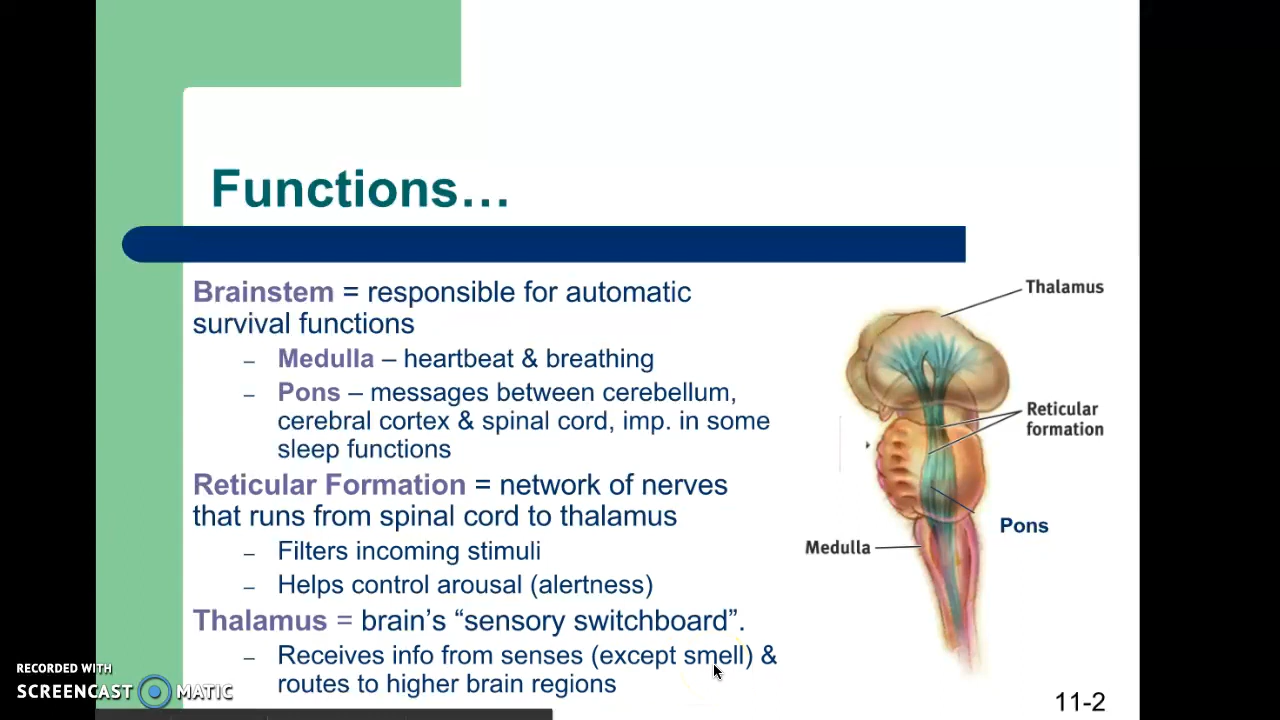 Functions…
Brainstem = responsible for automatic
survival functions
– Medulla – heartbeat & breathing
– Pons – messages between cerebellum,
cerebral cortex & spinal cord, imp. in some
sleep functions
Reticular Formation = network of nerves
that runs from spinal cord to thalamus
– Filters incoming stimuli
– Helps control arousal (alertness)
Thalamus = brain’s “sensory switchboard”.
– Receives info from senses (except smell) &
routes to higher brain regions
Thalamus
Reticular
formation
Pons
Medulla
11-2
RECORDED WITH
SCREENCAST MATIC